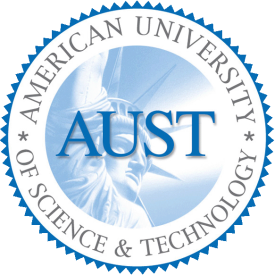 * AMERICAN UNIVERSITY
OF SCIENCE & TECHNOLOGY *
AUST